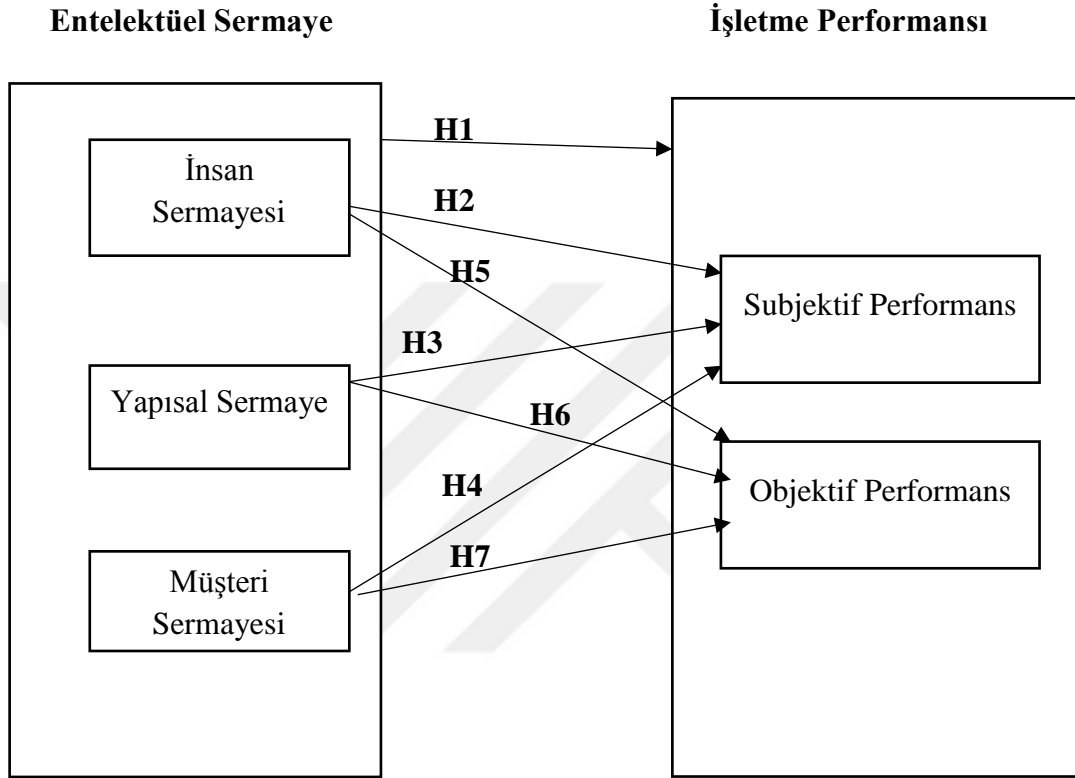 Entelektüel Sermaye
İşletme Performansı
H1
İnsan
Sermayesi
H2
H5
Subjektif Performans
H3
Yapısal Sermaye
H6
H4
Objektif Performans
H7
Müşteri
Sermayesi